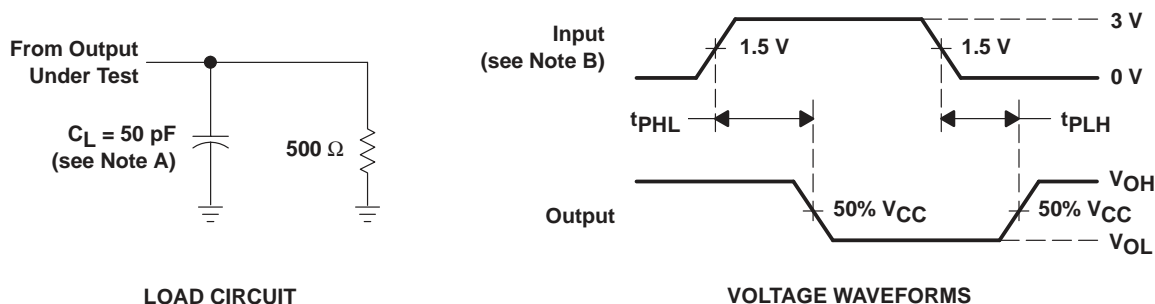 From Output
Under Test
CL = 50 pF
(see Note A)
500 Ω
LOAD CIRCUIT
Input
(see Note B)
1.5 V
1.5 V
3 V
0 V
tPHL
tPLH
Output
50% VCC
50% VCC
VOH
VOL
VOLTAGE WAVEFORMS